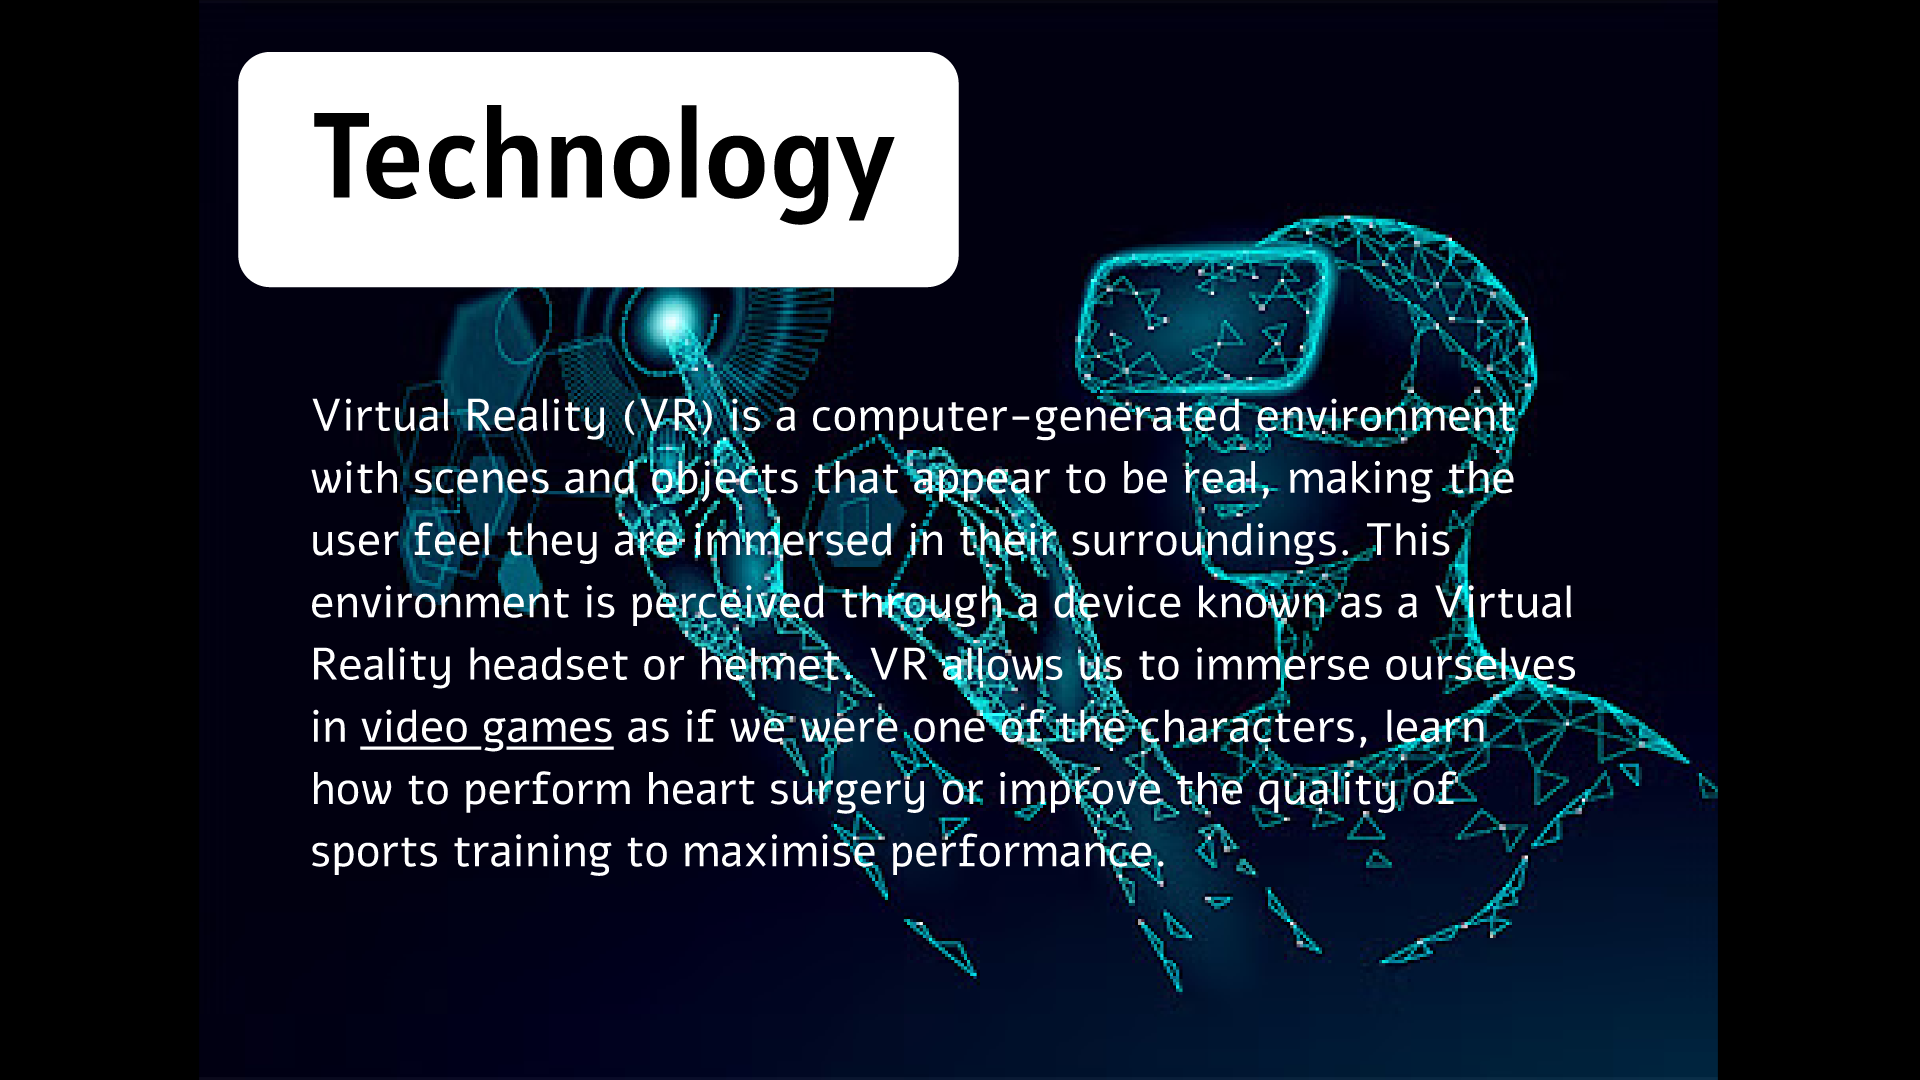 Technology
Virtual Reality (VR) is a computer-generated environment
with scenes and objects that appear to be real, making the
user feel they are immersed in their surroundings. This
environment is perceived through a device known as a Virtual
Reality headset or helmet. VR allows us to immerse ourselves
in video games as if we were one of the characters, learn
how to perform heart surgery or improve the quality of
sports training to maximise performance.